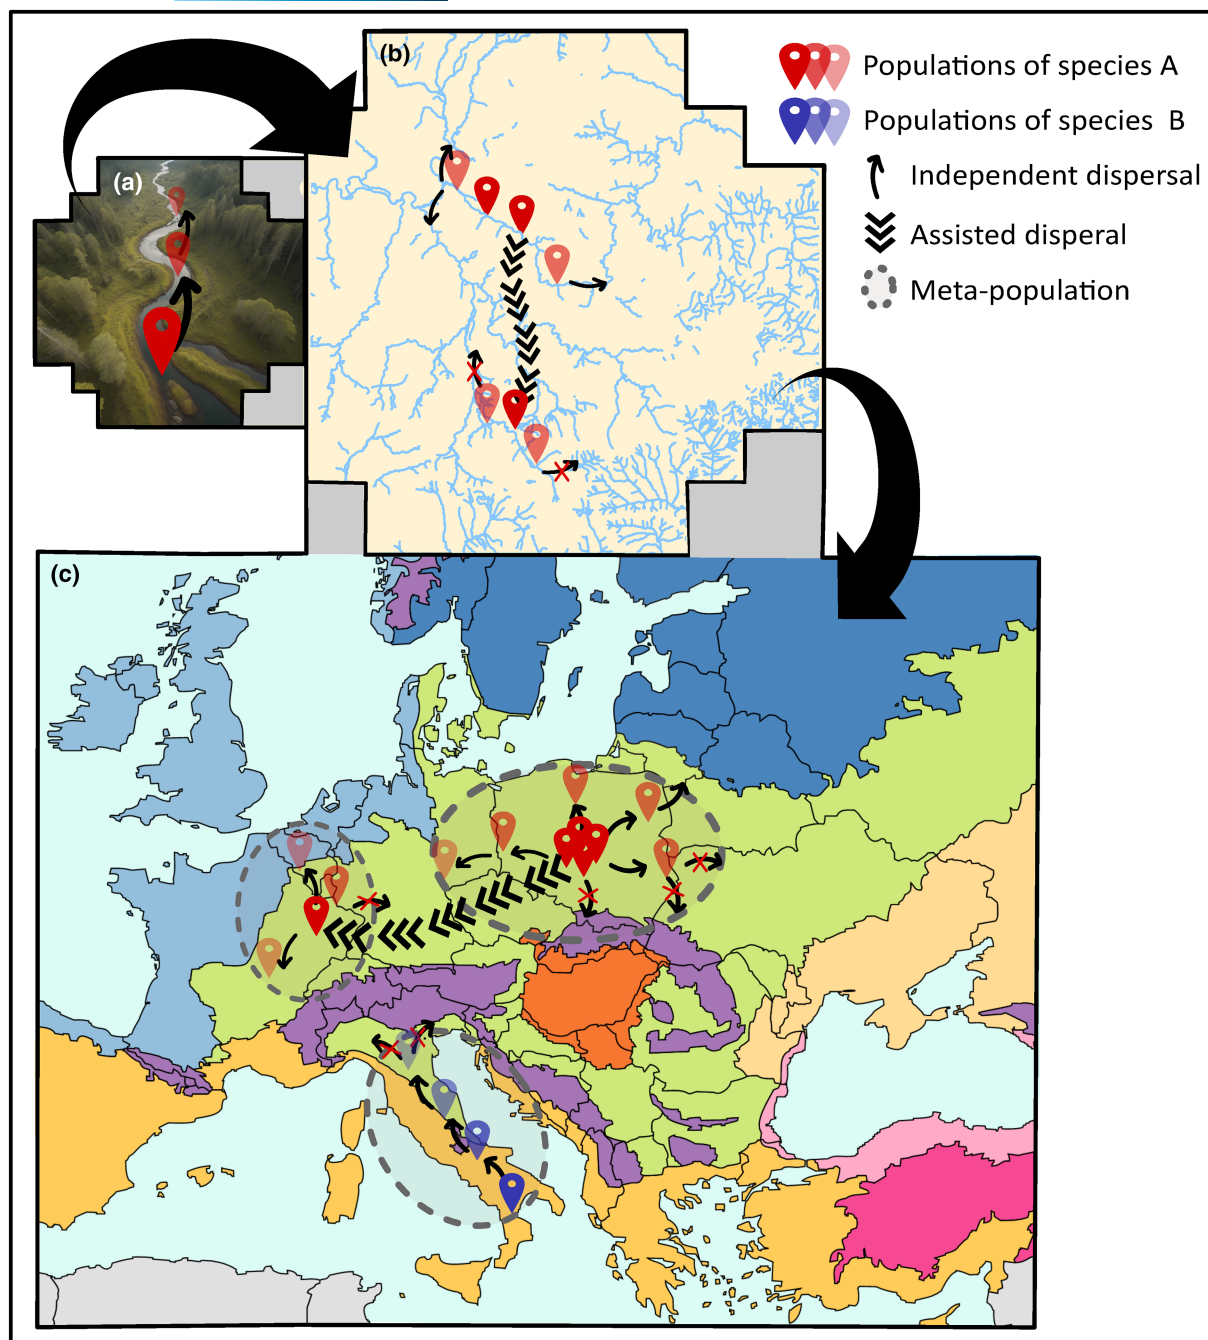 (b)
Populations of species A
Populations of species B
(a)
Independent dispersal
Assisted disperal
Meta-population
(c)